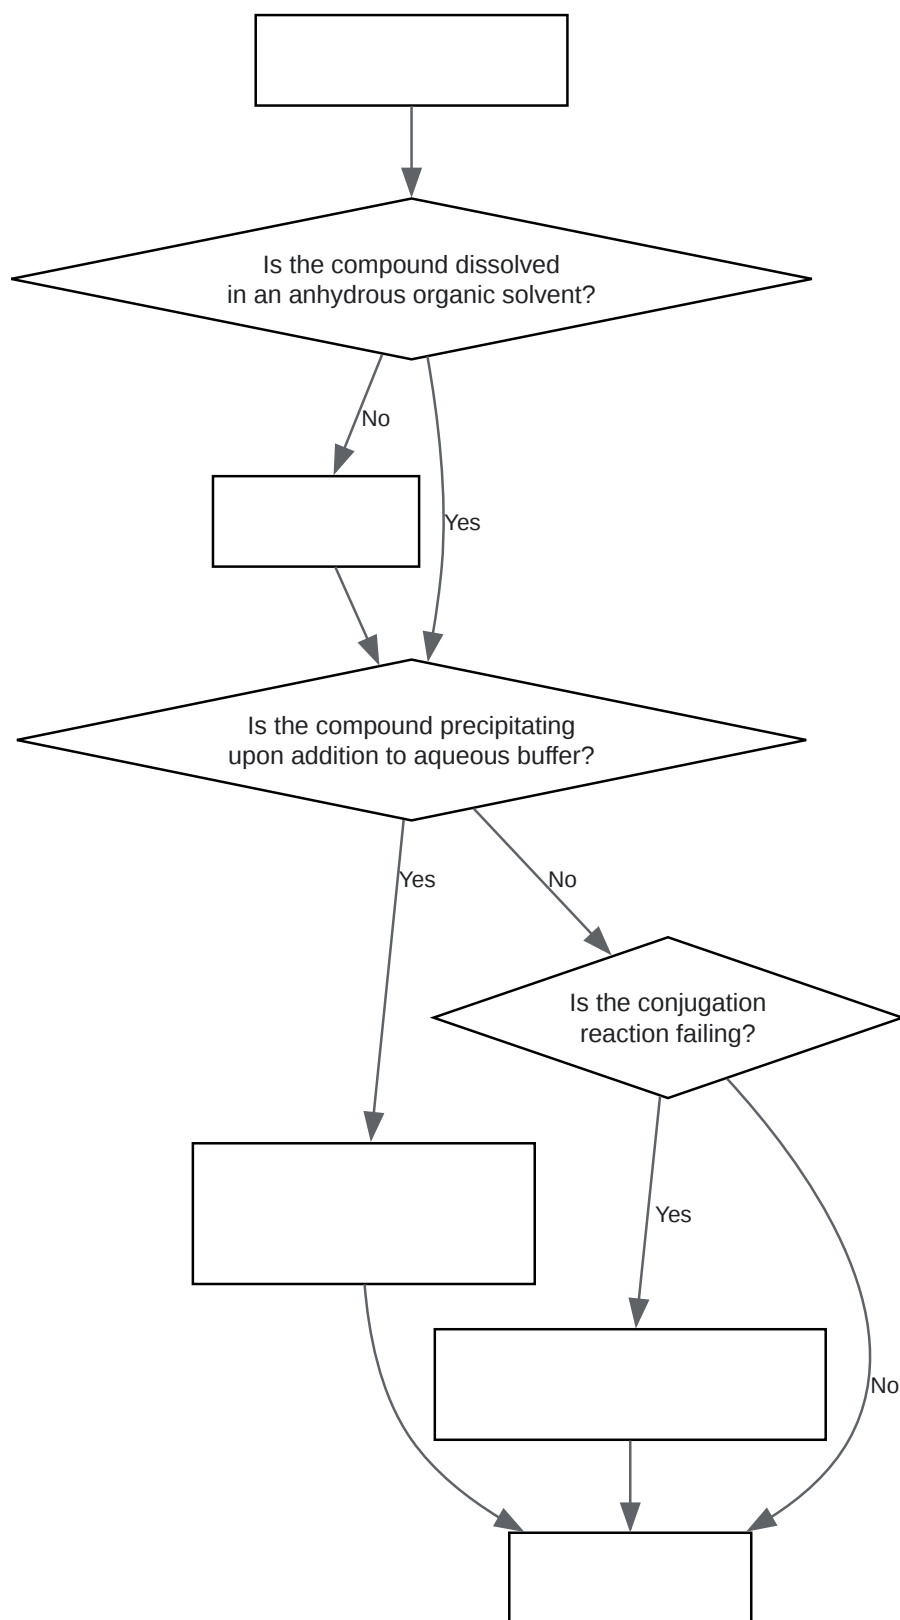 Is the compound dissolved
in an anhydrous organic solvent?
No
Yes
Is the compound precipitating
upon addition to aqueous buffer?
Yes
No
Is the conjugation
reaction failing?
Yes
No